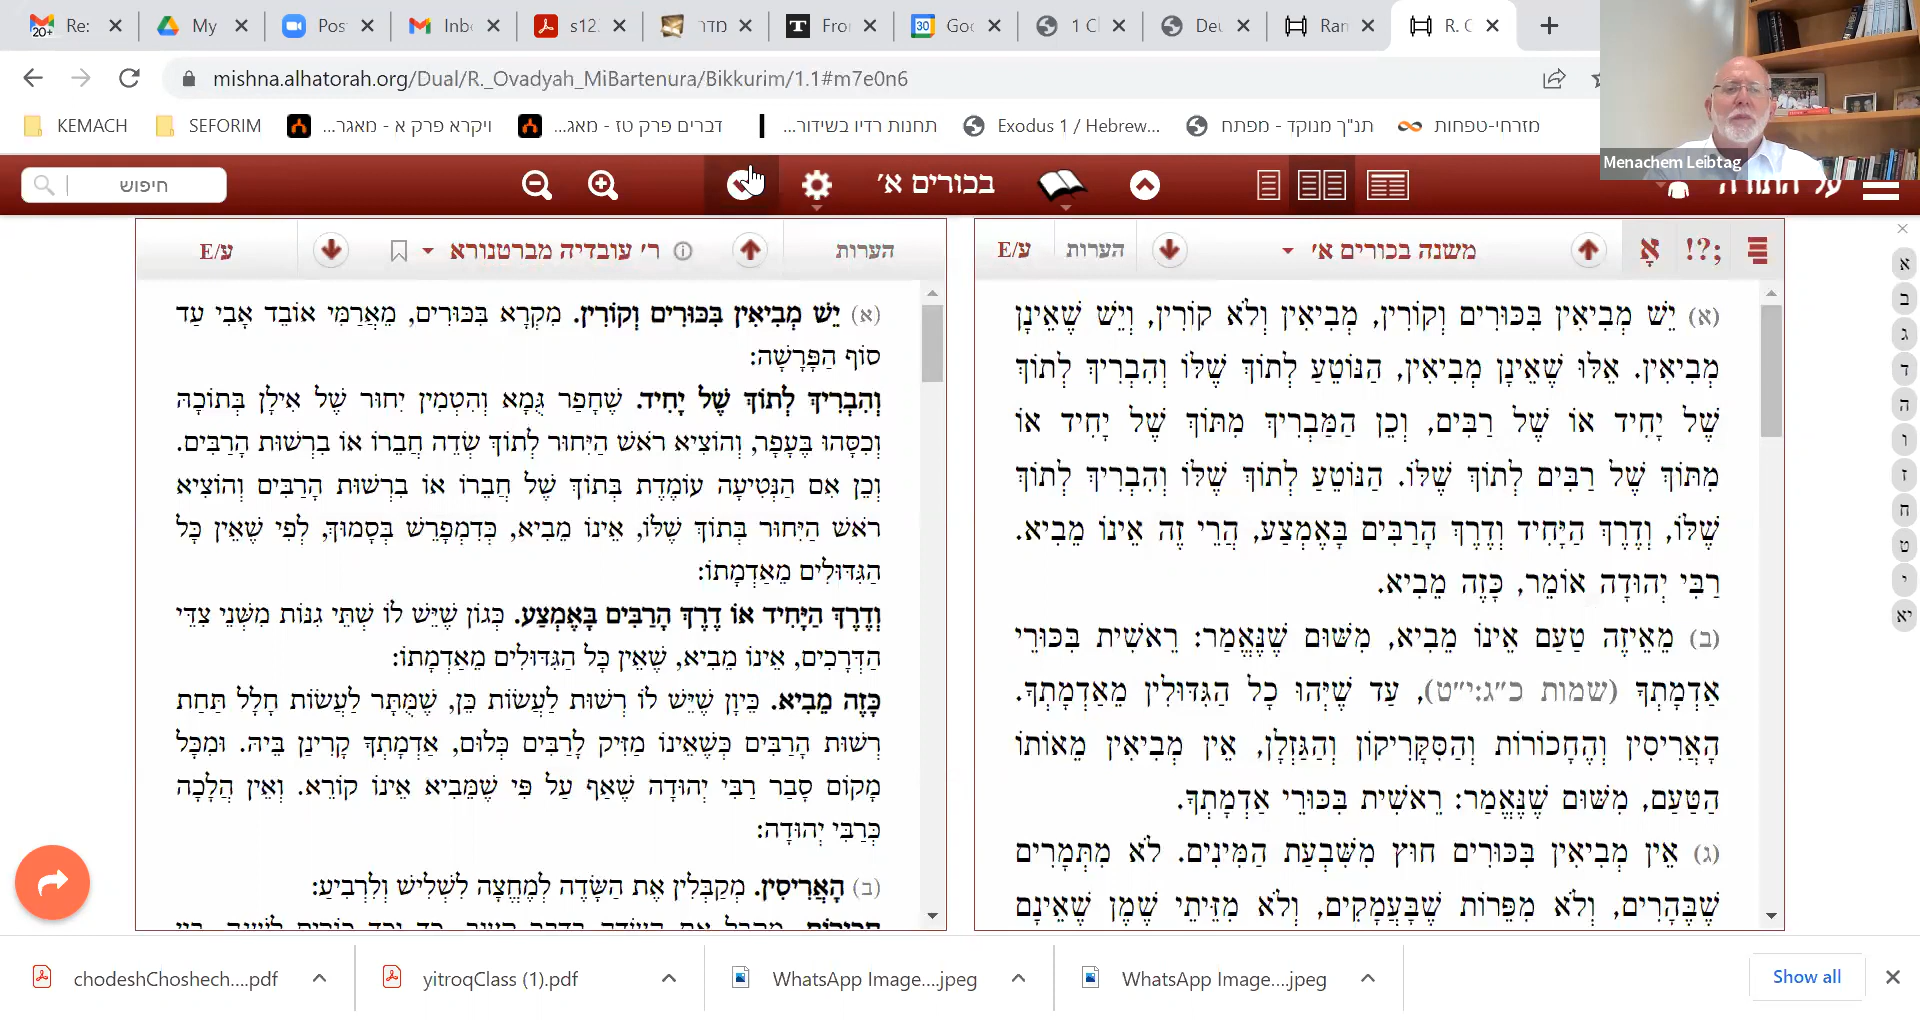 Re:
My
Pos
Inb
s12
מדר
Fro
Goo
1 Cl
Deu
Ran
R. C
mishna.alhatorah.org/Dual/R._Ovadyah_MiBartenura/Bikkurim/1.1#m7e0n6
KEMACH
SEFORIM
ויקרא פרק א - מאגר...
דברים פרק טז - מאג...
תחנות רדיו בשידור...
Exodus 1 / Hebrew...
תנ"ך מנוקד - מפתח
מזרחי-טפחות
Menachem Leibtag
חיפוש
בכורים א׳
על התורה
משנה בכורים א׳
הערות
ע/E
(א) יֵשׁ מְבִיאִין בִּכּוּרִים וְקוֹרִין, מְבִיאִין וְלֹא קוֹרִין, וְיֵשׁ שֶׁאֵינָן
מְבִיאִין. אֵלּוּ שֶׁאֵינָן מְבִיאִין, הַנּוֹטֵעַ לְתוֹךְ שֶׁלּוֹ וְהִבְרִיךְ לְתוֹךְ
שֶׁל יָחִיד אוֹ שֶׁל רַבִּים, וְכֵן הַמַּבְרִיךְ מִתּוֹךְ שֶׁל יָחִיד אוֹ
מִתּוֹךְ שֶׁל רַבִּים לְתוֹךְ שֶׁלּוֹ. הַנּוֹטֵעַ לְתוֹךְ שֶׁלּוֹ וְהִבְרִיךְ לְתוֹךְ
שֶׁלּוֹ, וְדֶרֶךְ הַיָּחִיד וְדֶרֶךְ הָרַבִּים בָּאֶמְצַע, הֲרֵי זֶה אֵינוֹ מֵבִיא.
רַבִּי יְהוּדָה אוֹמֵר, כָּזֶה מֵבִיא.
(ב) מֵאֵיזֶה טַעַם אֵינוֹ מֵבִיא, מִשּׁוּם שֶׁנֶּאֱמַר: רֵאשִׁית בִּכּוּרֵי
אַדְמָתְךָ (שמות כ״ג:י״ט), עַד שֶׁיְּהוּ כָל הַגִּדּוּלִין מֵאַדְמָתְךָ.
הָאֲרִיסִין וְהֶחָכוֹרוֹת וְהַסִּקָּרִיקוֹן וְהַגַּזְלָן, אֵין מְבִיאִין מֵאוֹתוֹ
הַטַּעַם, מִשּׁוּם שֶׁנֶּאֱמַר: רֵאשִׁית בִּכּוּרֵי אַדְמָתְךָ.
(ג) אֵין מְבִיאִין בִּכּוּרִים חוּץ מִשִּׁבְעַת הַמִּינִים. לֹא מִתְּמָרִים
שֶׁבֶּהָרִים, וְלֹא מִפֵּרוֹת שֶׁבָּעֲמָקִים, וְלֹא מִזֵּיתֵי שֶׁמֶן שֶׁאֵינָם
הערות
ר׳ עובדיה מברטנורא
ע/E
(א) יֵשׁ מְבִיאִין בִּכּוּרִים וְקוֹרִין. מִקְרָא בִּכּוּרִים, מֵאֲרַמִּי אוֹבֵד אָבִי עַד
סוֹף הַפָּרָשָׁה:
וְהִבְרִיךְ לְתוֹךְ שֶׁל יָחִיד. שֶׁחָפַר גֻּמָּא וְהִטְמִין יִחוּר שֶׁל אִילָן בְּתוֹכָהּ
וְכִסָּהוּ בֶּעָפָר, וְהוֹצִיא רֹאשׁ הַיִּחוּר לְתוֹךְ שְׂדֵה חֲבֵרוֹ אוֹ בִרְשׁוּת הָרַבִּים.
וְכֵן אִם הַנְּטִיעָה עוֹמֶדֶת בְּתוֹךְ שֶׁל חֲבֵרוֹ אוֹ בִרְשׁוּת הָרַבִּים וְהוֹצִיא
רֹאשׁ הַיִּחוּר בְּתוֹךְ שֶׁלּוֹ, אֵינוֹ מֵבִיא, כְּדִמְפָרֵשׁ בְּסָמוּךְ, לְפִי שֶׁאֵין כָּל
הַגִּדּוּלִים מֵאַדְמָתוֹ:
וְדֶרֶךְ הַיָּחִיד אוֹ דֶרֶךְ הָרַבִּים בָּאֶמְצַע. כְּגוֹן שֶׁיֵּשׁ לוֹ שְׁתֵּי גִנּוֹת מִשְּׁנֵי צִדֵּי
הַדְּרָכִים, אֵינוֹ מֵבִיא, שֶׁאֵין כָּל הַגִּדּוּלִים מֵאַדְמָתוֹ:
כָּזֶה מֵבִיא. כֵּיוָן שֶׁיֵּשׁ לוֹ רְשׁוּת לַעֲשׂוֹת כֵּן, שֶׁמֻּתָּר לַעֲשׂוֹת חָלָל תַּחַת
רְשׁוּת הָרַבִּים כְּשֶׁאֵינוֹ מַזִּיק לָרַבִּים כְּלוּם, אַדְמָתְךָ קָרִינַן בֵּיהּ. וּמִכָּל
מָקוֹם סָבַר רַבִּי יְהוּדָה שֶׁאַף עַל פִּי שֶׁמֵּבִיא אֵינוֹ קוֹרֵא. וְאֵין הֲלָכָה
כְּרַבִּי יְהוּדָה:
(ב) הָאֲרִיסִין. מְקַבְּלִין אֶת הַשָּׂדֶה לְמֶחֱצָה לִשְׁלִישׁ וְלִרְבִיעַ:
א
ב
ג
ד
ה
ו
ז
ח
ט
י
יא
chodeshChoshech....pdf
yitroqClass (1).pdf
WhatsApp Image....jpeg
WhatsApp Image....jpeg
Show all